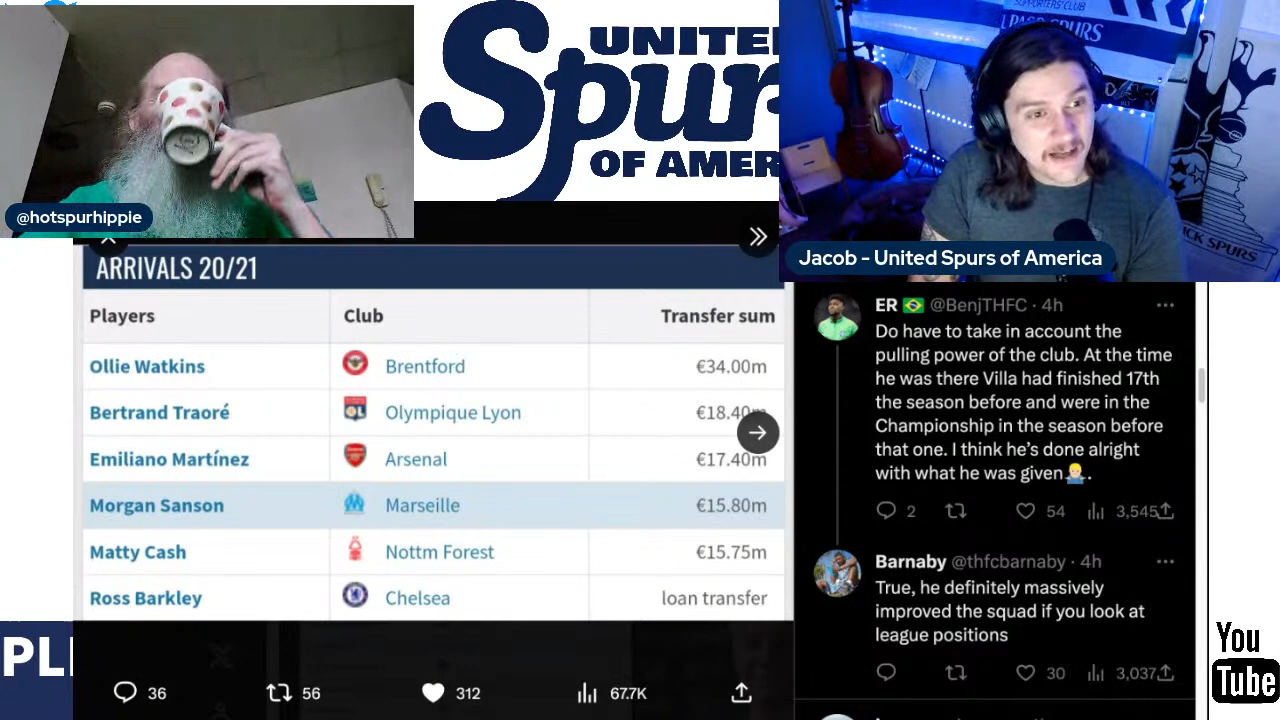 @hotspurhippie
UNITE
Spur
OF AMER
SUPPORTERS' CLUB
SPURS
Jacob - United Spurs of America
ARRIVALS 20/21
Players Club Transfer sum
Ollie Watkins Brentford €34.00m
Bertrand Traoré Olympique Lyon €18.40m
Emiliano Martínez Arsenal €17.40m
Morgan Sanson Marseille €15.80m
Matty Cash Nottm Forest €15.75m
Ross Barkley Chelsea loan transfer
36 56 312 67.7K
ER 🇧🇷 @BenjTHFC · 4h
Do have to take in account the
pulling power of the club. At the time
he was there Villa had finished 17th
the season before and were in the
Championship in the season before
that one. I think he's done alright
with what he was given🤷🏼‍♂️.
2 54 3,545
Barnaby @thfcbarnaby · 4h
True, he definitely massively
improved the squad if you look at
league positions
30 3,037
PL
You
Tube